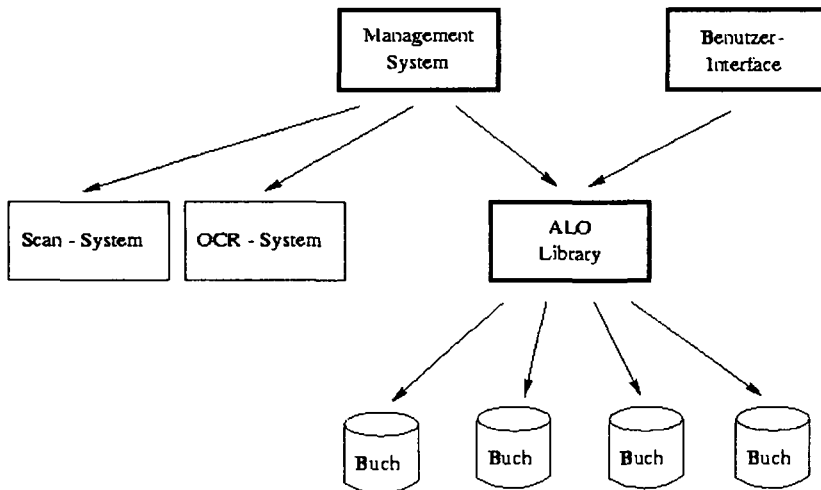 Management
System
Benutzer-
Interface
Scan - System
OCR - System
ALO
Library
Buch
Buch
Buch
Buch